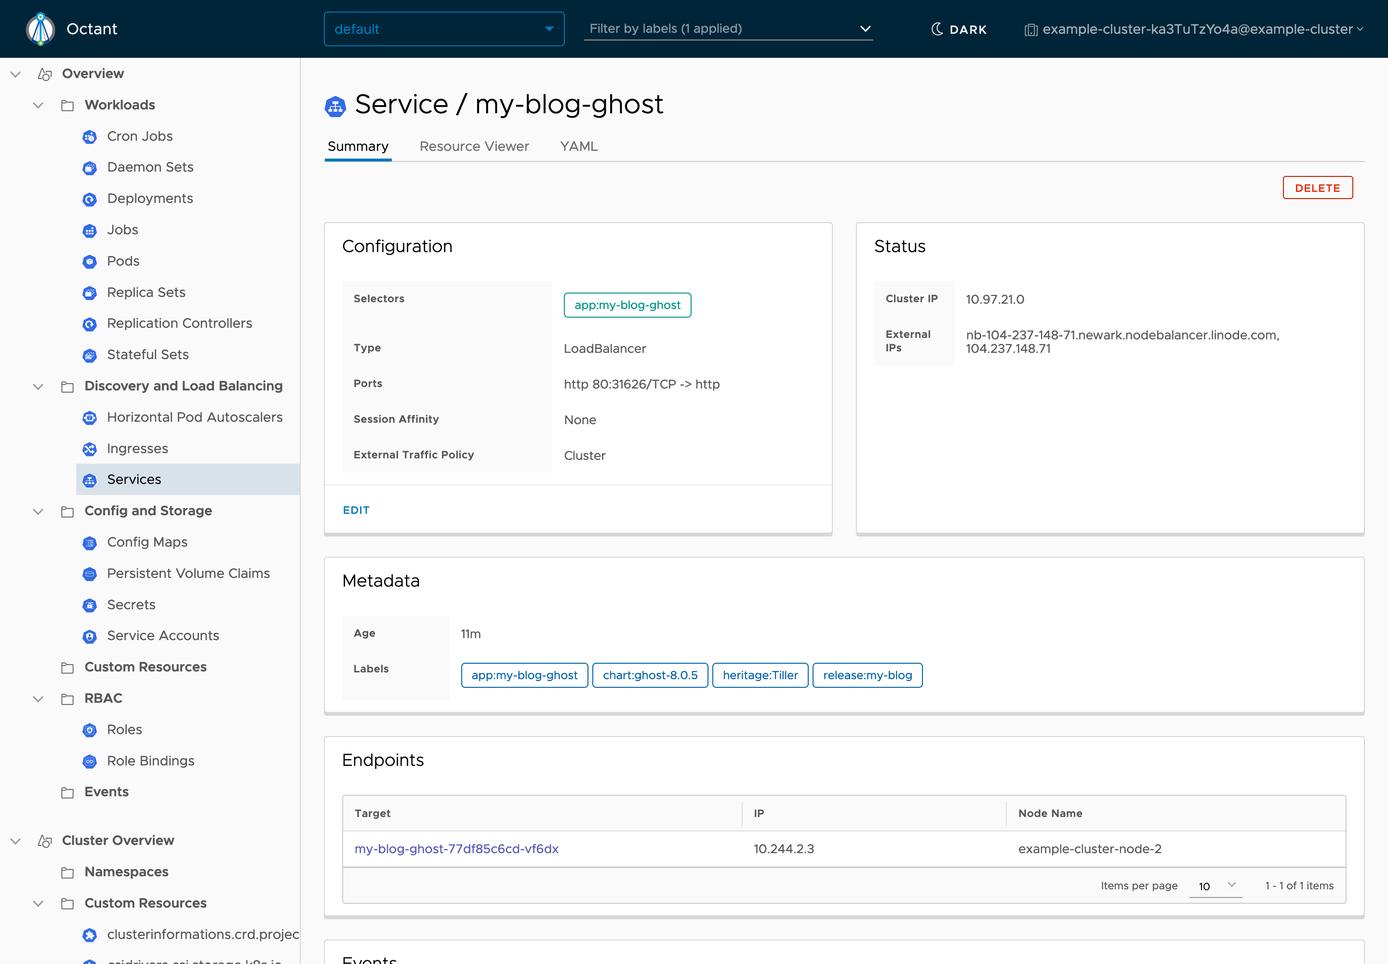 Octant
default
Filter by labels (1 applied)
DARK
example-cluster-ka3TuTzYo4a@example-cluster
Overview
Workloads
Cron Jobs
Daemon Sets
Deployments
Jobs
Pods
Replica Sets
Replication Controllers
Stateful Sets
Discovery and Load Balancing
Horizontal Pod Autoscalers
Ingresses
Services
Config and Storage
Config Maps
Persistent Volume Claims
Secrets
Service Accounts
Custom Resources
RBAC
Roles
Role Bindings
Events
Cluster Overview
Namespaces
Custom Resources
clusterinformations.crd.projec
Service / my-blog-ghost
Summary Resource Viewer YAML
DELETE
Configuration
Selectors app:my-blog-ghost
Type LoadBalancer
Ports http 80:31626/TCP -> http
Session Affinity None
External Traffic Policy Cluster
EDIT
Status
Cluster IP 10.97.21.0
External IPs nb-104-237-148-71.newark.nodebalancer.linode.com,
104.237.148.71
Metadata
Age 11m
Labels app:my-blog-ghost chart:ghost-8.0.5 heritage:Tiller release:my-blog
Endpoints
Target IP Node Name
my-blog-ghost-77df85c6cd-vf6dx 10.244.2.3 example-cluster-node-2
Items per page 10 1 - 1 of 1 items
Events